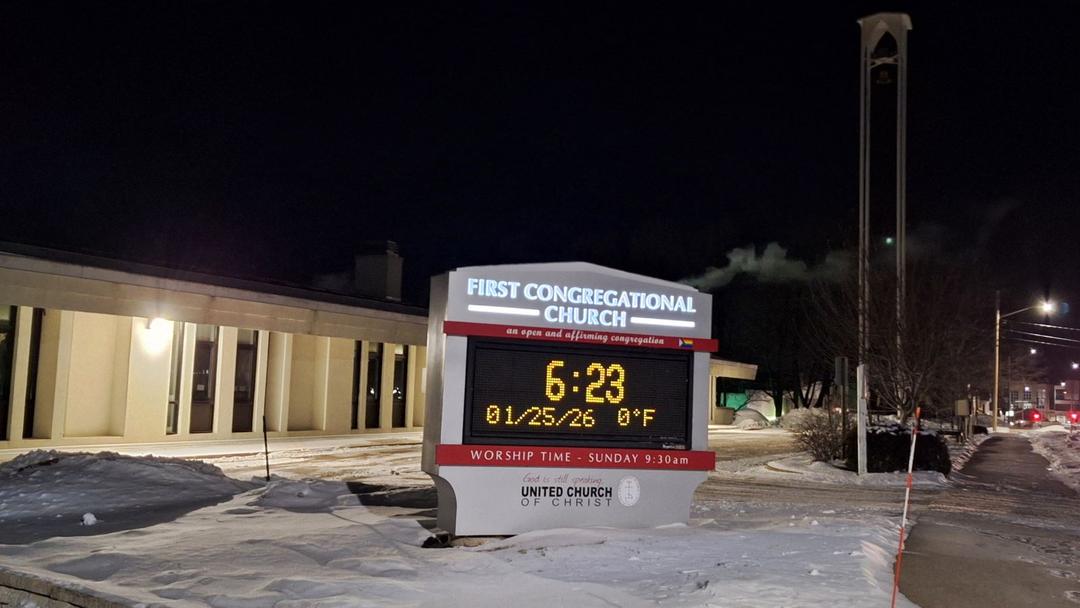 FIRST CONGREGATIONAL
CHURCH
an open and affirming congregation
6:23
01/25/26 0°F
WORSHIP TIME - SUNDAY 9:30am
God is still speaking,
UNITED CHURCH
OF CHRIST